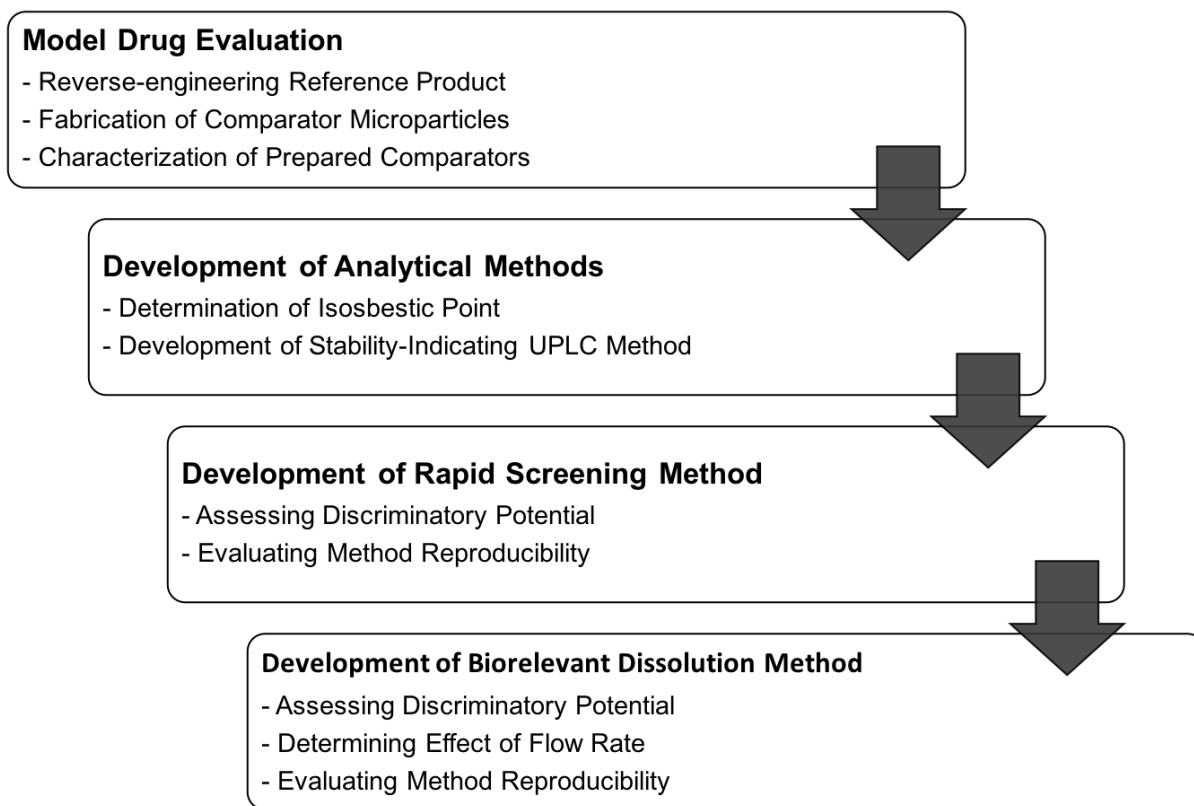 Model Drug Evaluation
- Reverse-engineering Reference Product
- Fabrication of Comparator Microparticles
- Characterization of Prepared Comparators
Development of Analytical Methods
- Determination of Isosbestic Point
- Development of Stability-Indicating UPLC Method
Development of Rapid Screening Method
- Assessing Discriminatory Potential
- Evaluating Method Reproducibility
Development of Biorelevant Dissolution Method
- Assessing Discriminatory Potential
- Determining Effect of Flow Rate
- Evaluating Method Reproducibility